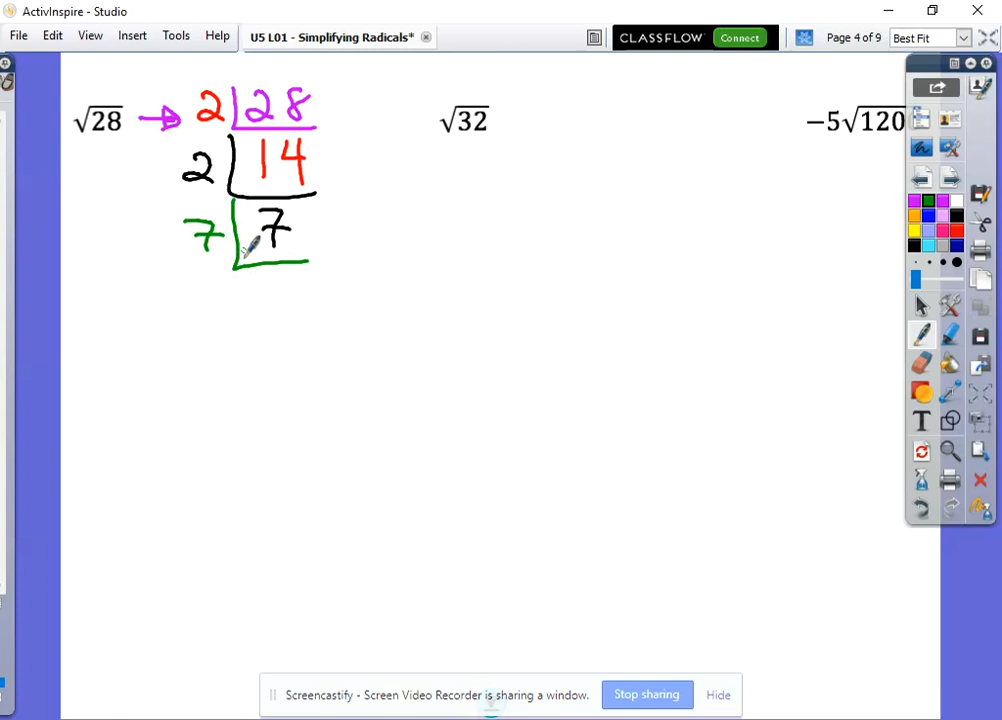 ActivInspire - Studio
File Edit View Insert Tools Help
U5 L01 - Simplifying Radicals*
CLASSFLOW Connect
Page 4 of 9
Best Fit
√28 → 2 28
2 14
7 7
√32
−5√120
T
Screencastify - Screen Video Recorder is sharing a window.
Stop sharing
Hide